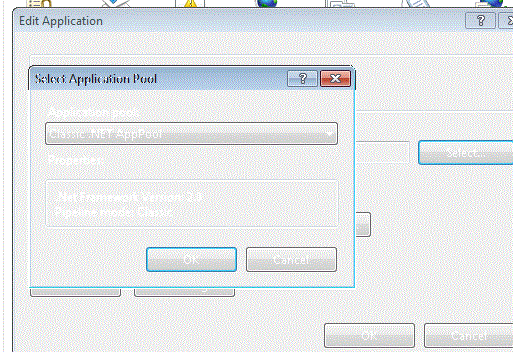 Edit Application
Select Application Pool
Application pool:
Classic .NET AppPool
Select...
Properties
.Net Framework Version: 2.0
Pipeline mode: Classic
OK
Cancel
OK
Cancel